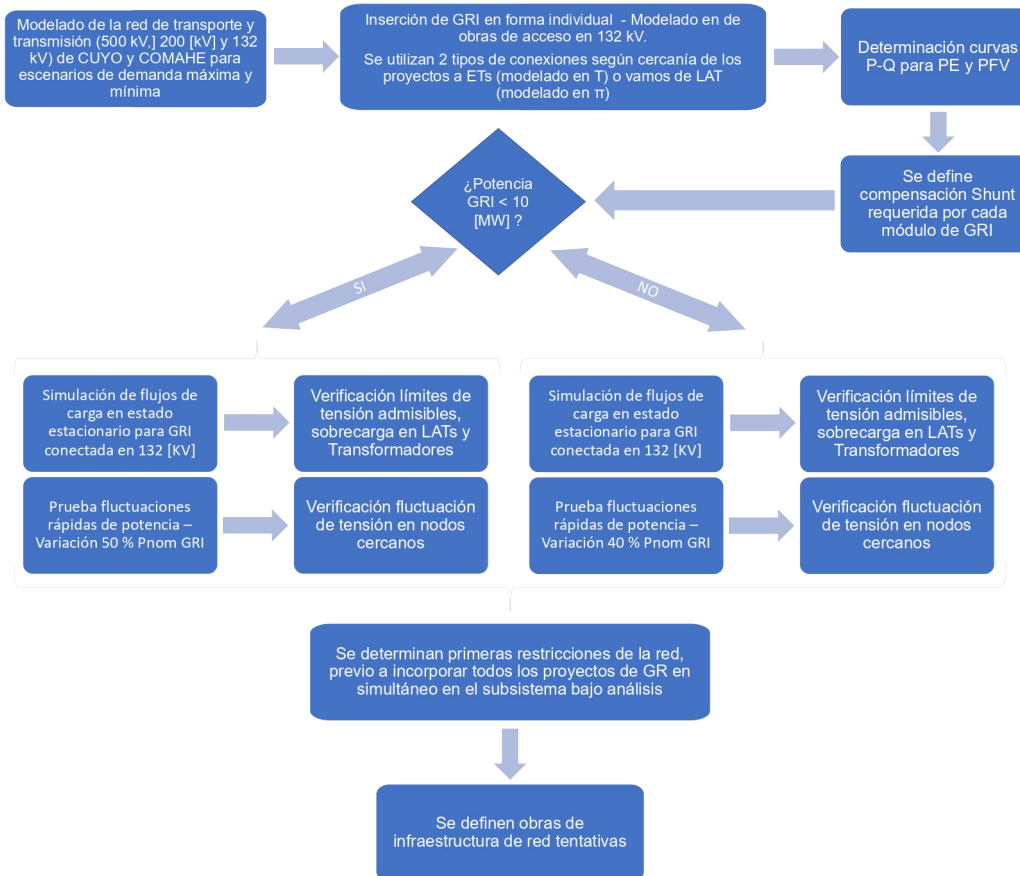 Modelado de la red de transporte y
transmisión (500 kV,] 200 [kV] y 132
kV) de CUYO y COMAHE para
escenarios de demanda máxima y
mínima
Inserción de GRI en forma individual - Modelado en de
obras de acceso en 132 kV.
Se utilizan 2 tipos de conexiones según cercanía de los
proyectos a ETs (modelado en T) o vamos de LAT
(modelado en π)
Determinación curvas
P-Q para PE y PFV
Se define
compensación Shunt
requerida por cada
módulo de GRI
¿Potencia
GRI < 10
[MW] ?
SI
NO
Simulación de flujos de
carga en estado
estacionario para GRI
conectada en 132 [KV]
Verificación límites de
tensión admisibles,
sobrecarga en LATs y
Transformadores
Prueba fluctuaciones
rápidas de potencia –
Variación 50 % Pnom GRI
Verificación fluctuación
de tensión en nodos
cercanos
Simulación de flujos de
carga en estado
estacionario para GRI
conectada en 132 [KV]
Verificación límites de
tensión admisibles,
sobrecarga en LATs y
Transformadores
Prueba fluctuaciones
rápidas de potencia –
Variación 40 % Pnom GRI
Verificación fluctuación
de tensión en nodos
cercanos
Se determinan primeras restricciones de la red,
previo a incorporar todos los proyectos de GR en
simultáneo en el subsistema bajo análisis
Se definen obras de
infraestructura de red tentativas